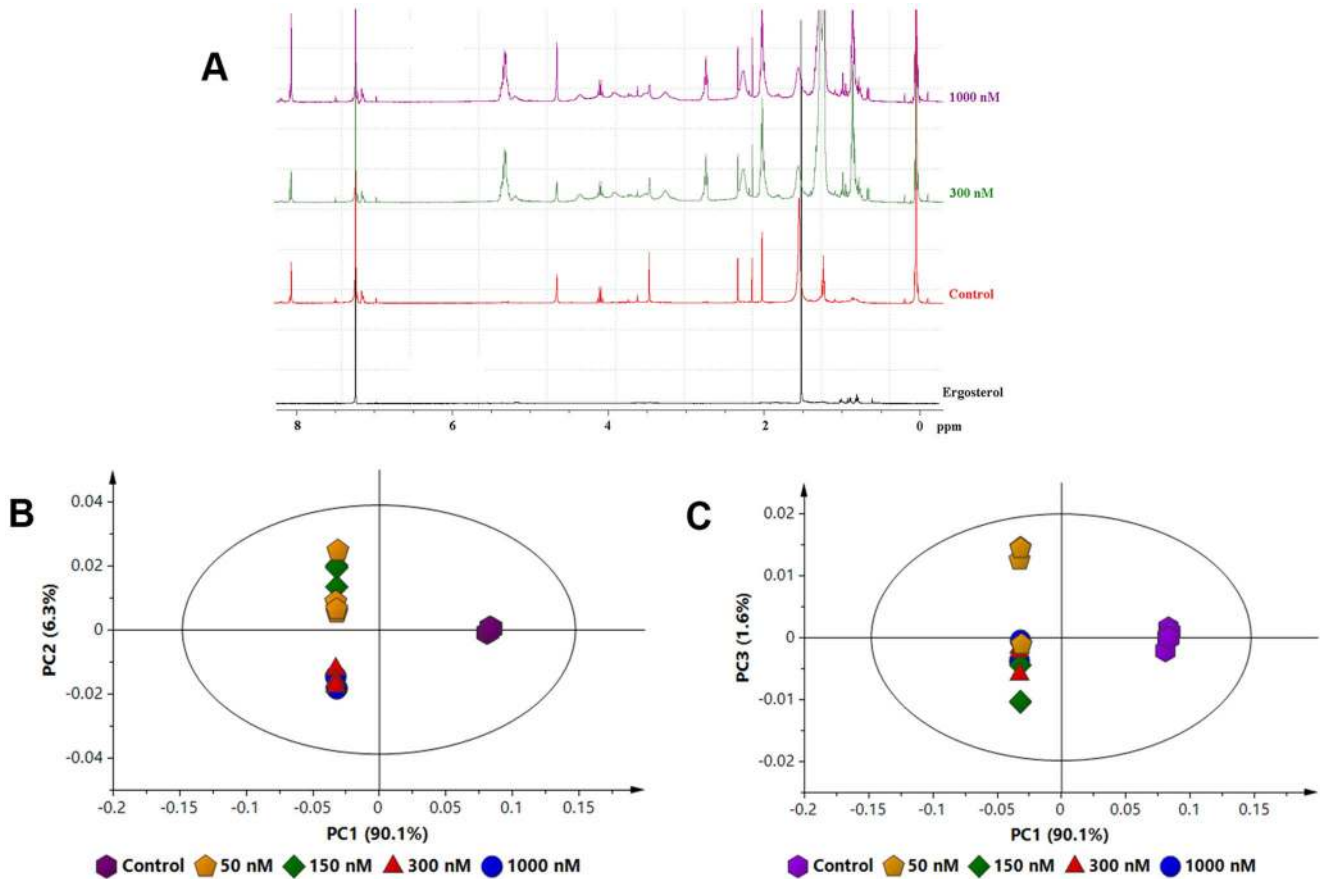 A
1000 nM
300 nM
Control
Ergosterol
8 6 4 2 0 ppm
B
PC2 (6.3%)
0.04
0.02
0
-0.02
-0.04
-0.2 -0.15 -0.1 -0.05 0 0.05 0.1 0.15
PC1 (90.1%)
Control 50 nM 150 nM 300 nM 1000 nM
C
PC3 (1.6%)
0.02
0.01
0
-0.01
-0.02
-0.2 -0.15 -0.1 -0.05 0 0.05 0.1 0.15
PC1 (90.1%)
Control 50 nM 150 nM 300 nM 1000 nM